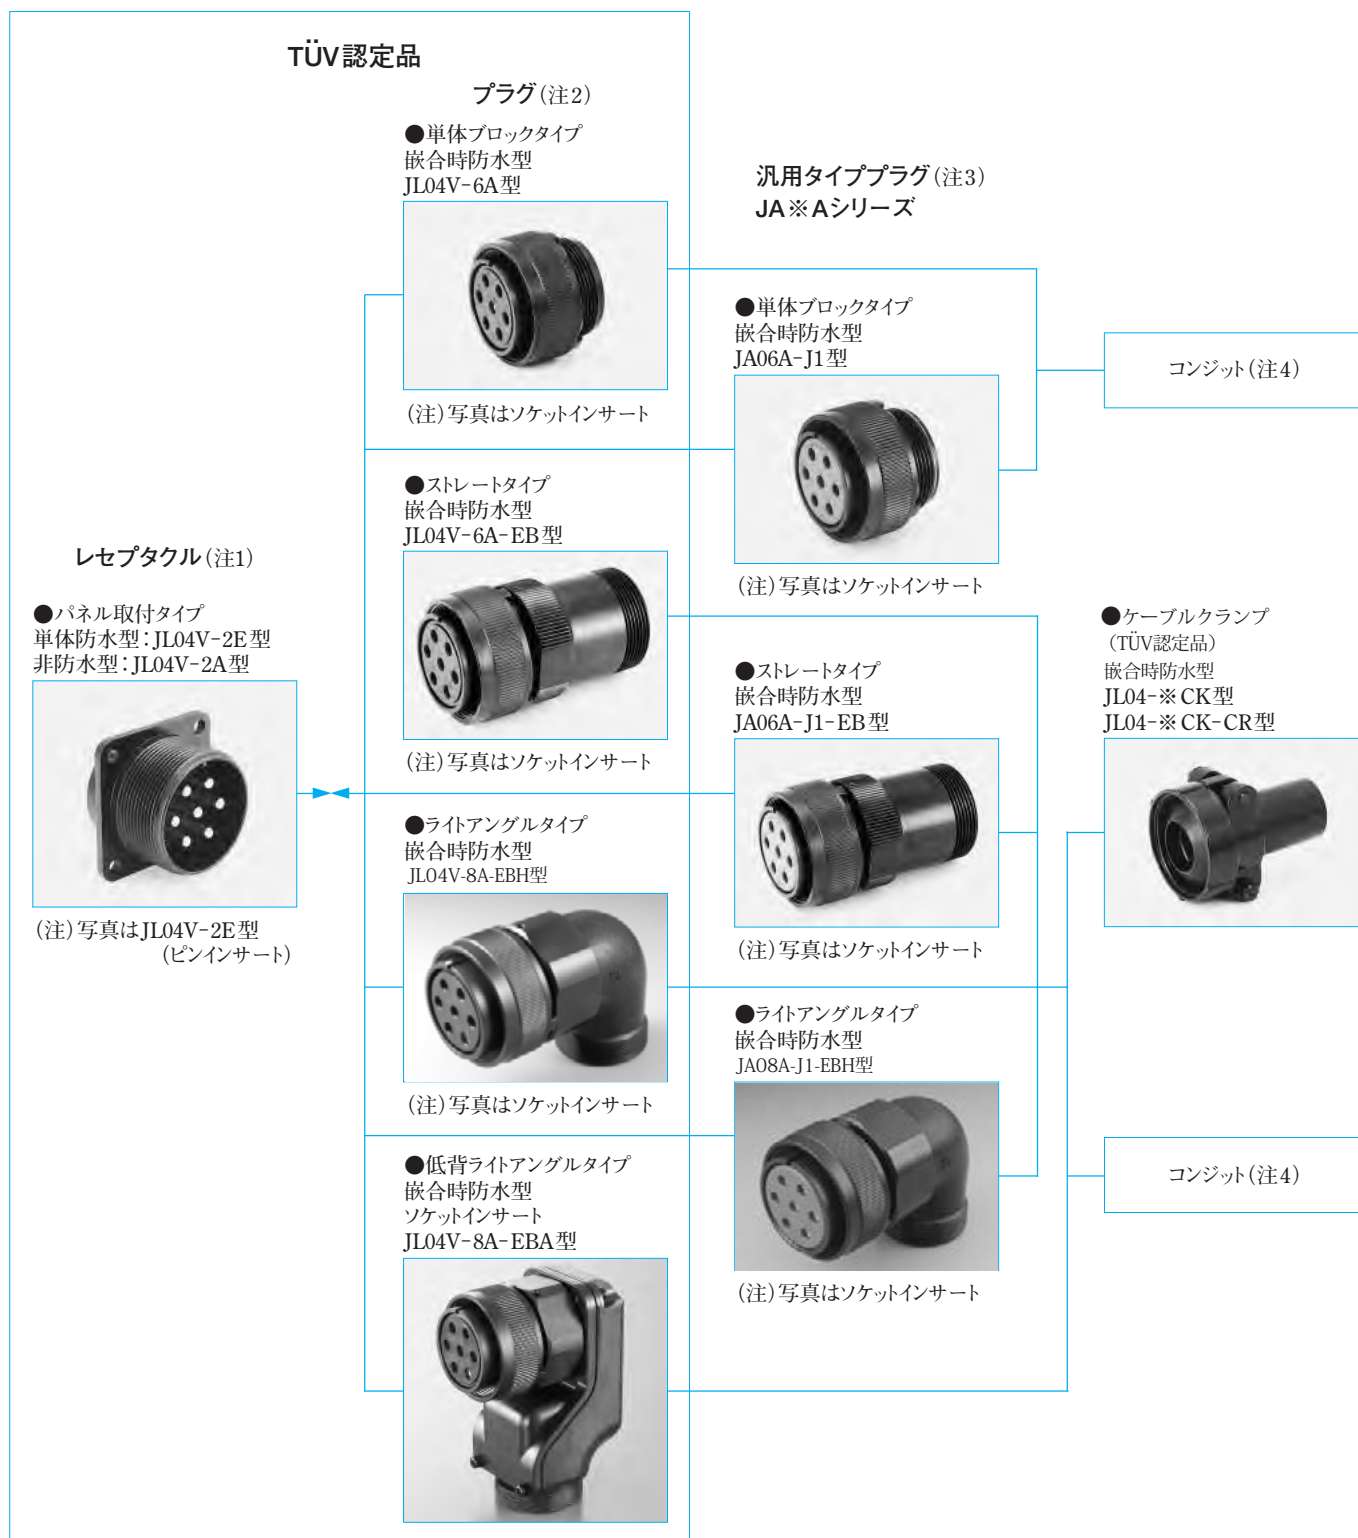 TÜV認定品
プラグ(注2)
●単体ブロックタイプ
嵌合時防水型
JL04V-6A型
(注)写真はソケットインサート
汎用タイププラグ(注3)
JA※Aシリーズ
●単体ブロックタイプ
嵌合時防水型
JA06A-J1型
(注)写真はソケットインサート
コンジット(注4)
●ストレートタイプ
嵌合時防水型
JL04V-6A-EB型
(注)写真はソケットインサート
レセプタクル(注1)
●パネル取付タイプ
単体防水型：JL04V-2E型
非防水型：JL04V-2A型
(注)写真はJL04V-2E型
(ピンインサート)
●ストレートタイプ
嵌合時防水型
JA06A-J1-EB型
(注)写真はソケットインサート
●ケーブルクランプ
(TÜV認定品)
嵌合時防水型
JL04-※CK型
JL04-※CK-CR型
●ライトアングルタイプ
嵌合時防水型
JL04V-8A-EBH型
(注)写真はソケットインサート
●ライトアングルタイプ
嵌合時防水型
JA08A-J1-EBH型
(注)写真はソケットインサート
コンジット(注4)
●低背ライトアングルタイプ
嵌合時防水型
ソケットインサート
JL04V-8A-EBA型